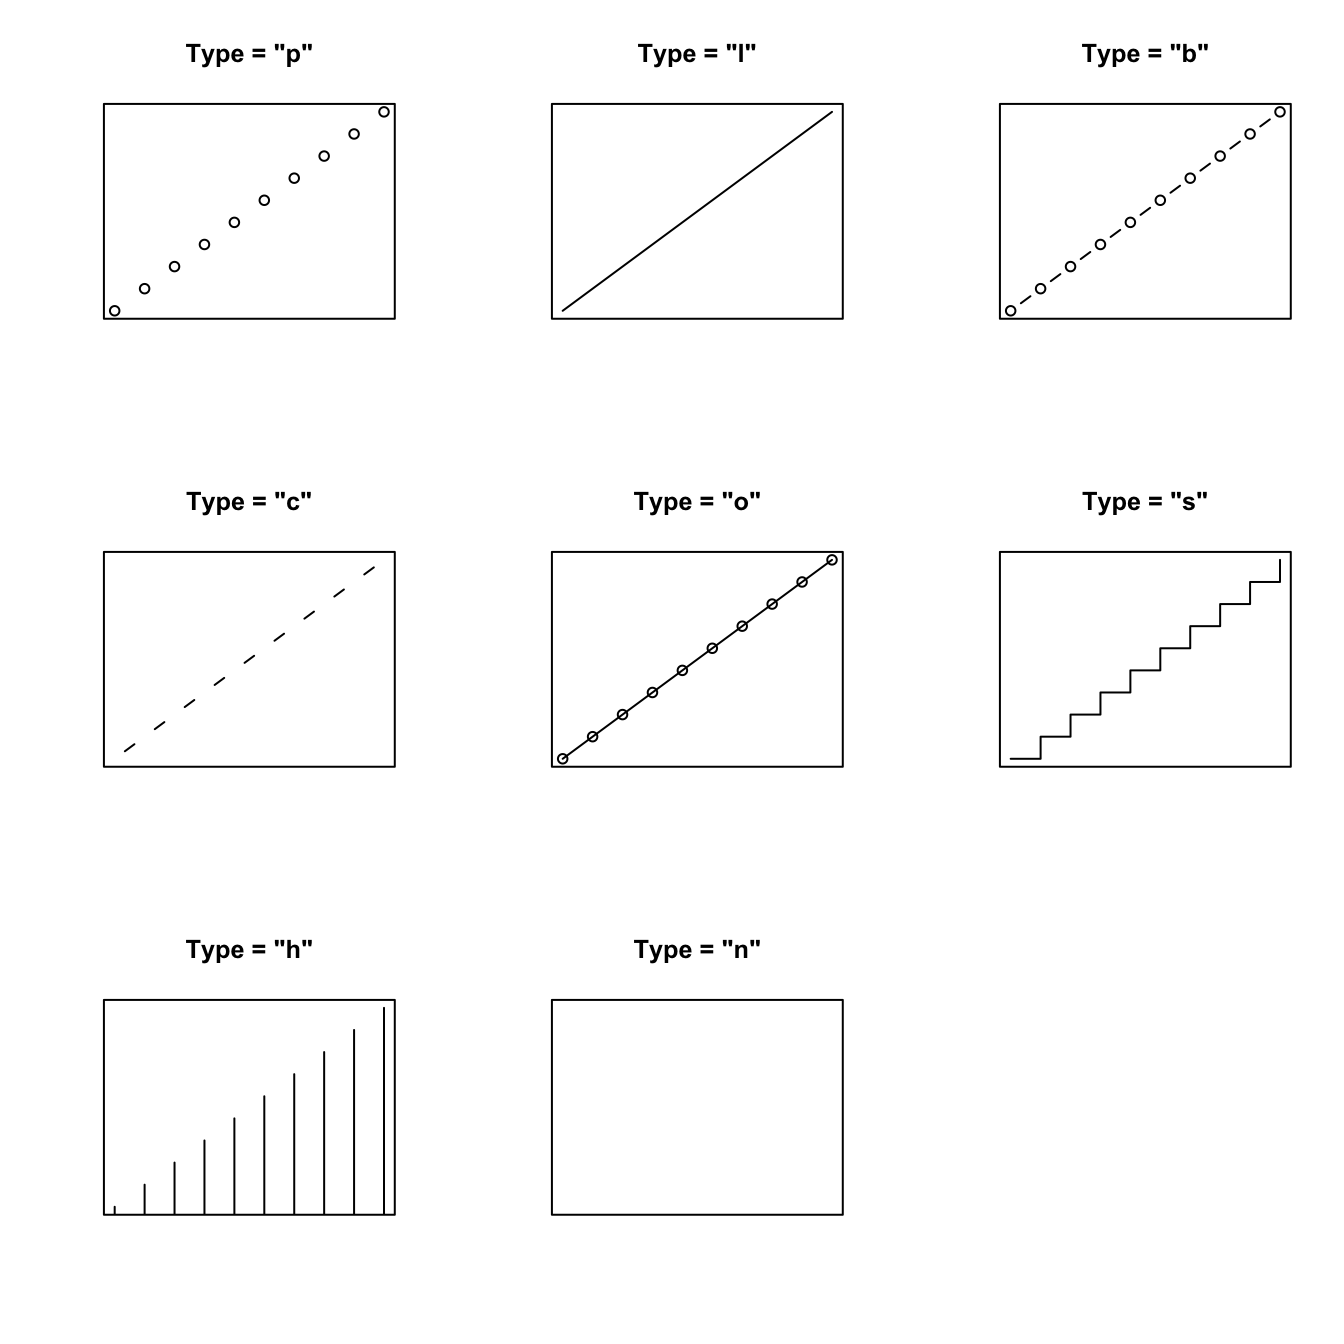 Type = "p"
Type = "l"
Type = "b"
Type = "c"
Type = "o"
Type = "s"
Type = "h"
Type = "n"